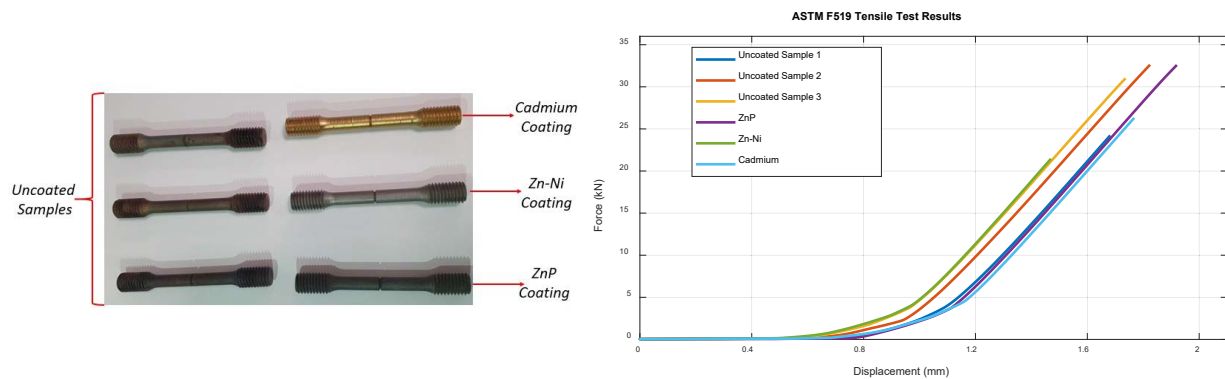 Uncoated
Samples
Cadmium
Coating
Zn-Ni
Coating
ZnP
Coating
ASTM F519 Tensile Test Results
Force (kN)
35
30
25
20
15
10
5
0
Uncoated Sample 1
Uncoated Sample 2
Uncoated Sample 3
ZnP
Zn-Ni
Cadmium
0
0.4
0.8
1.2
1.6
2
Displacement (mm)